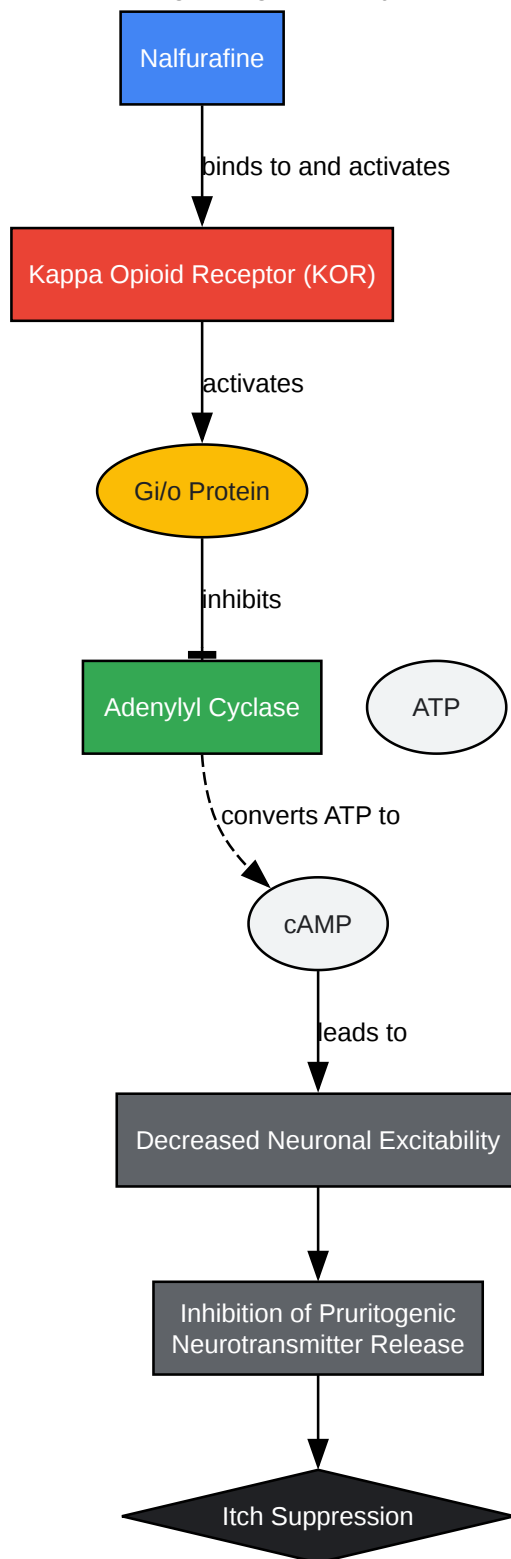 Nalfurafine
binds to and activates
Kappa Opioid Receptor (KOR)
activates
Gi/o Protein
inhibits
Adenylyl Cyclase
ATP
converts ATP to
cAMP
leads to
Decreased Neuronal Excitability
Inhibition of Pruritogenic
Neurotransmitter Release
Itch Suppression